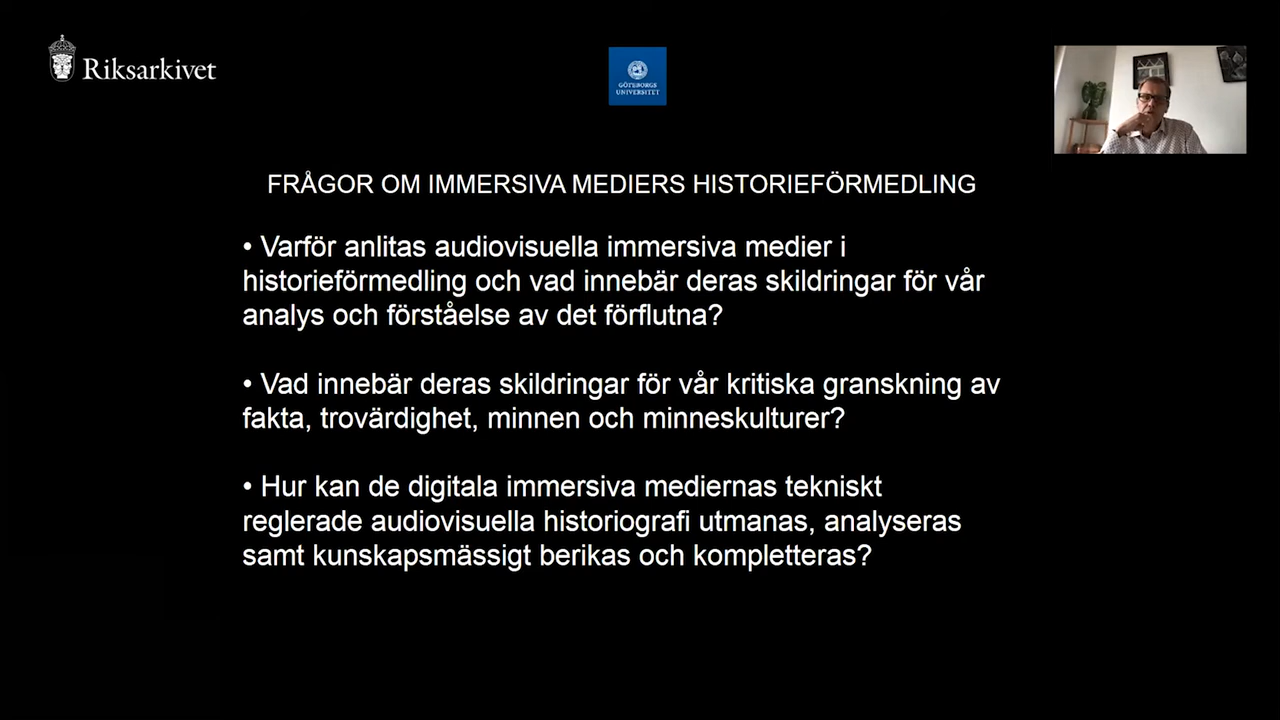 Riksarkivet
GÖTEBORGS
UNIVERSITET
FRÅGOR OM IMMERSIVA MEDIERS HISTORIEFÖRMEDLING
• Varför anlitas audiovisuella immersiva medier i
historieförmedling och vad innebär deras skildringar för vår
analys och förståelse av det förflutna?
• Vad innebär deras skildringar för vår kritiska granskning av
fakta, trovärdighet, minnen och minneskulturer?
• Hur kan de digitala immersiva mediernas tekniskt
reglerade audiovisuella historiografi utmanas, analyseras
samt kunskapsmässigt berikas och kompletteras?